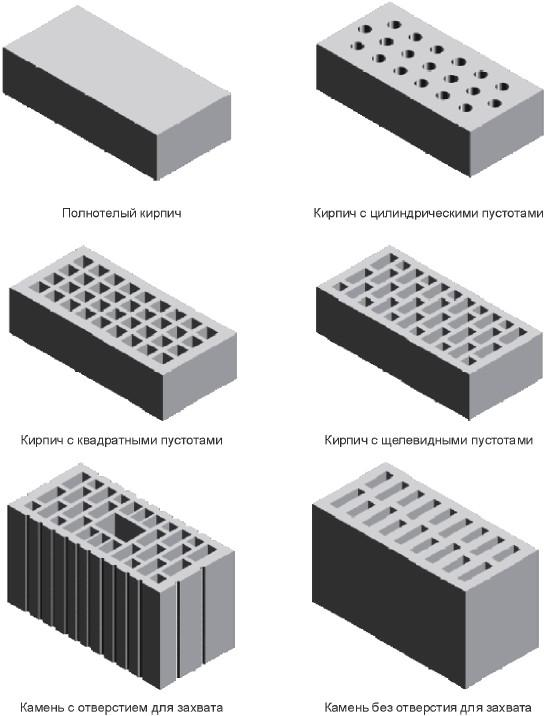 Полнотелый кирпич
Кирпич с цилиндрическими пустотами
Кирпич с квадратными пустотами
Кирпич с щелевидными пустотами
Камень с отверстием для захвата
Камень без отверстия для захвата